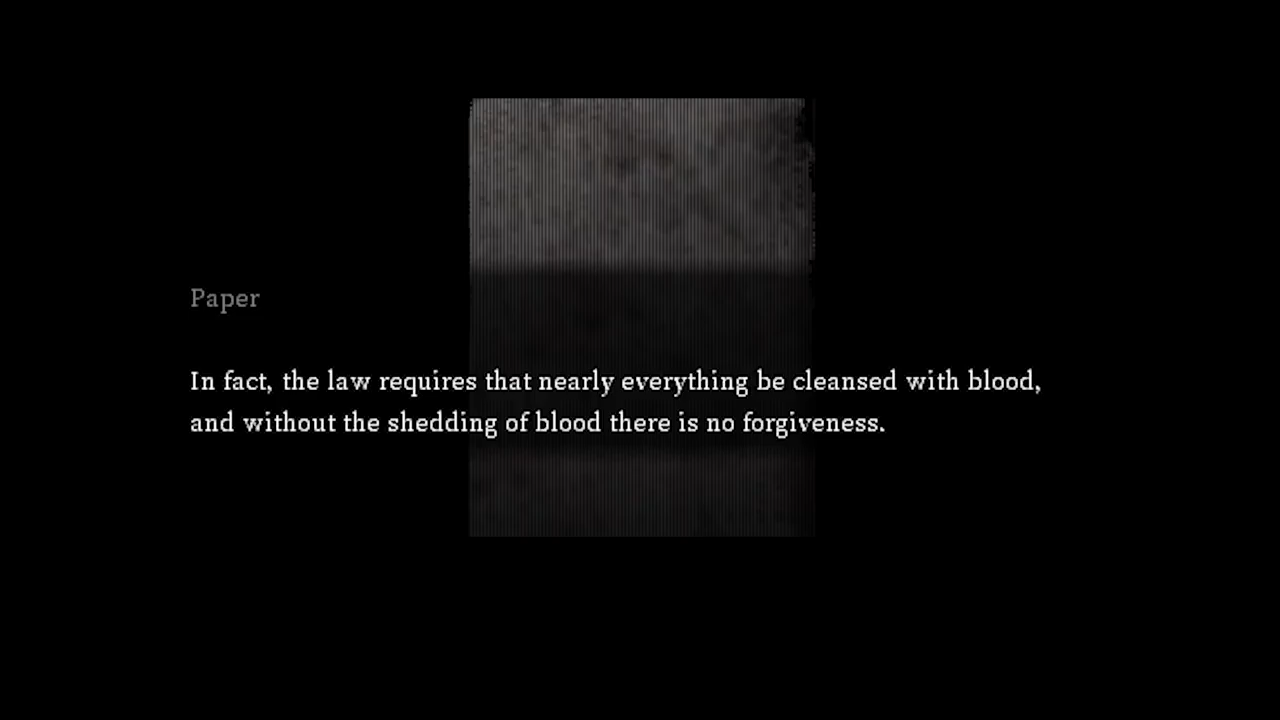 Paper
In fact, the law requires that nearly everything be cleansed with blood,
and without the shedding of blood there is no forgiveness.